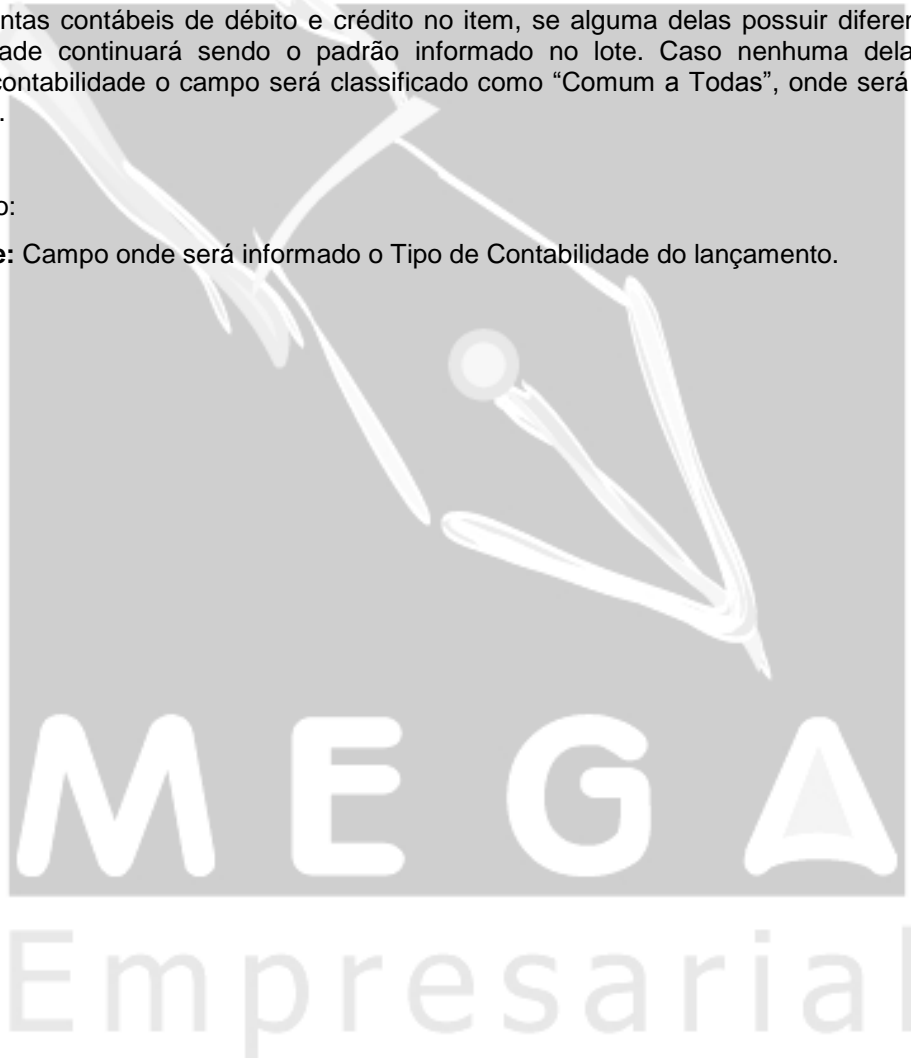 ntas contábeis de débito e crédito no item, se alguma delas possuir diferen
ade continuará sendo o padrão informado no lote. Caso nenhuma dela
contabilidade o campo será classificado como “Comum a Todas”, onde será
.
o:
e: Campo onde será informado o Tipo de Contabilidade do lançamento.
MEGA
Empresarial